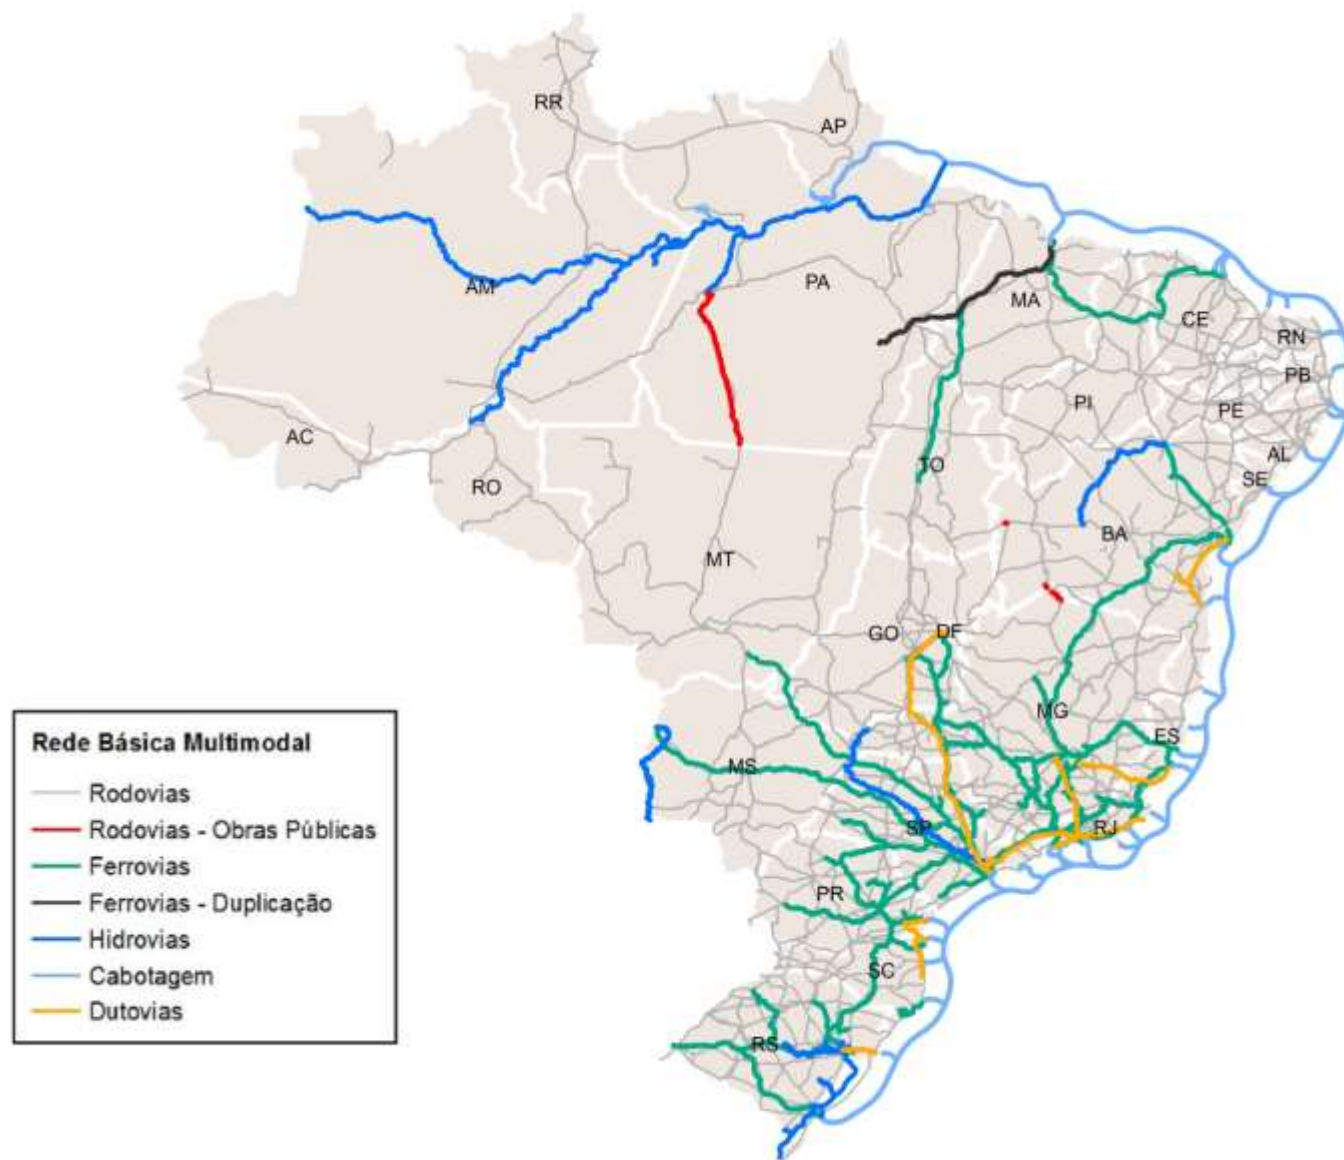 RR
AP
AM
PA
MA
CE
RN
PB
PI
PE
AC
AL
TO
SE
RO
BA
MT
GO
DF
MG
ES
MS
SP
RJ
PR
SC
RS
Rede Básica Multimodal
Rodovias
Rodovias - Obras Públicas
Ferrovias
Ferrovias - Duplicação
Hidrovias
Cabotagem
Dutovias